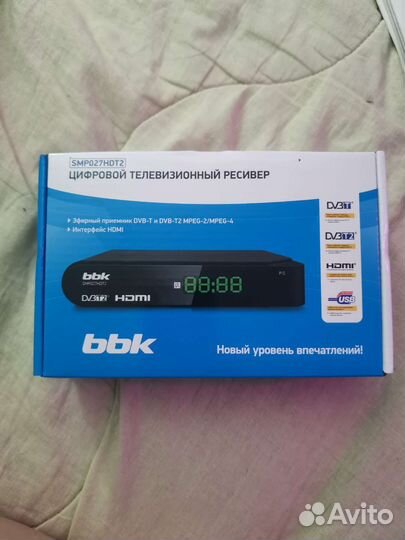 SMP027HDT2
ЦИФРОВОЙ ТЕЛЕВИЗИОННЫЙ РЕСИВЕР
Эфирный приемник DVB-T и DVB-T2 MPEG-2/MPEG-4
Интерфейс HDMI
DVB T
DVB T2
HDMI
USB
bbk
SMP027HDT2
88:88
DVB T2 HDMI
bbk
Новый уровень впечатлений!
Avito